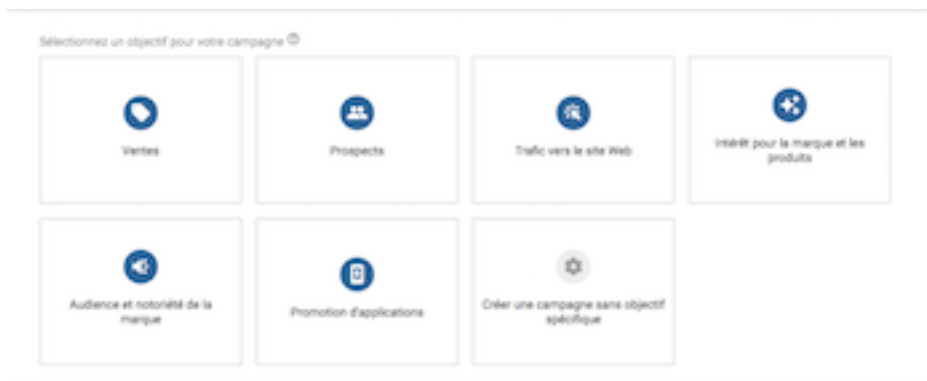 Sélectionnez un objectif pour votre campagne
Ventes
Prospects
Trafic vers le site Web
Intérêt pour la marque et les
produits
Audience et notoriété de la
marque
Promotion d'applications
Créer une campagne sans objectif
spécifique